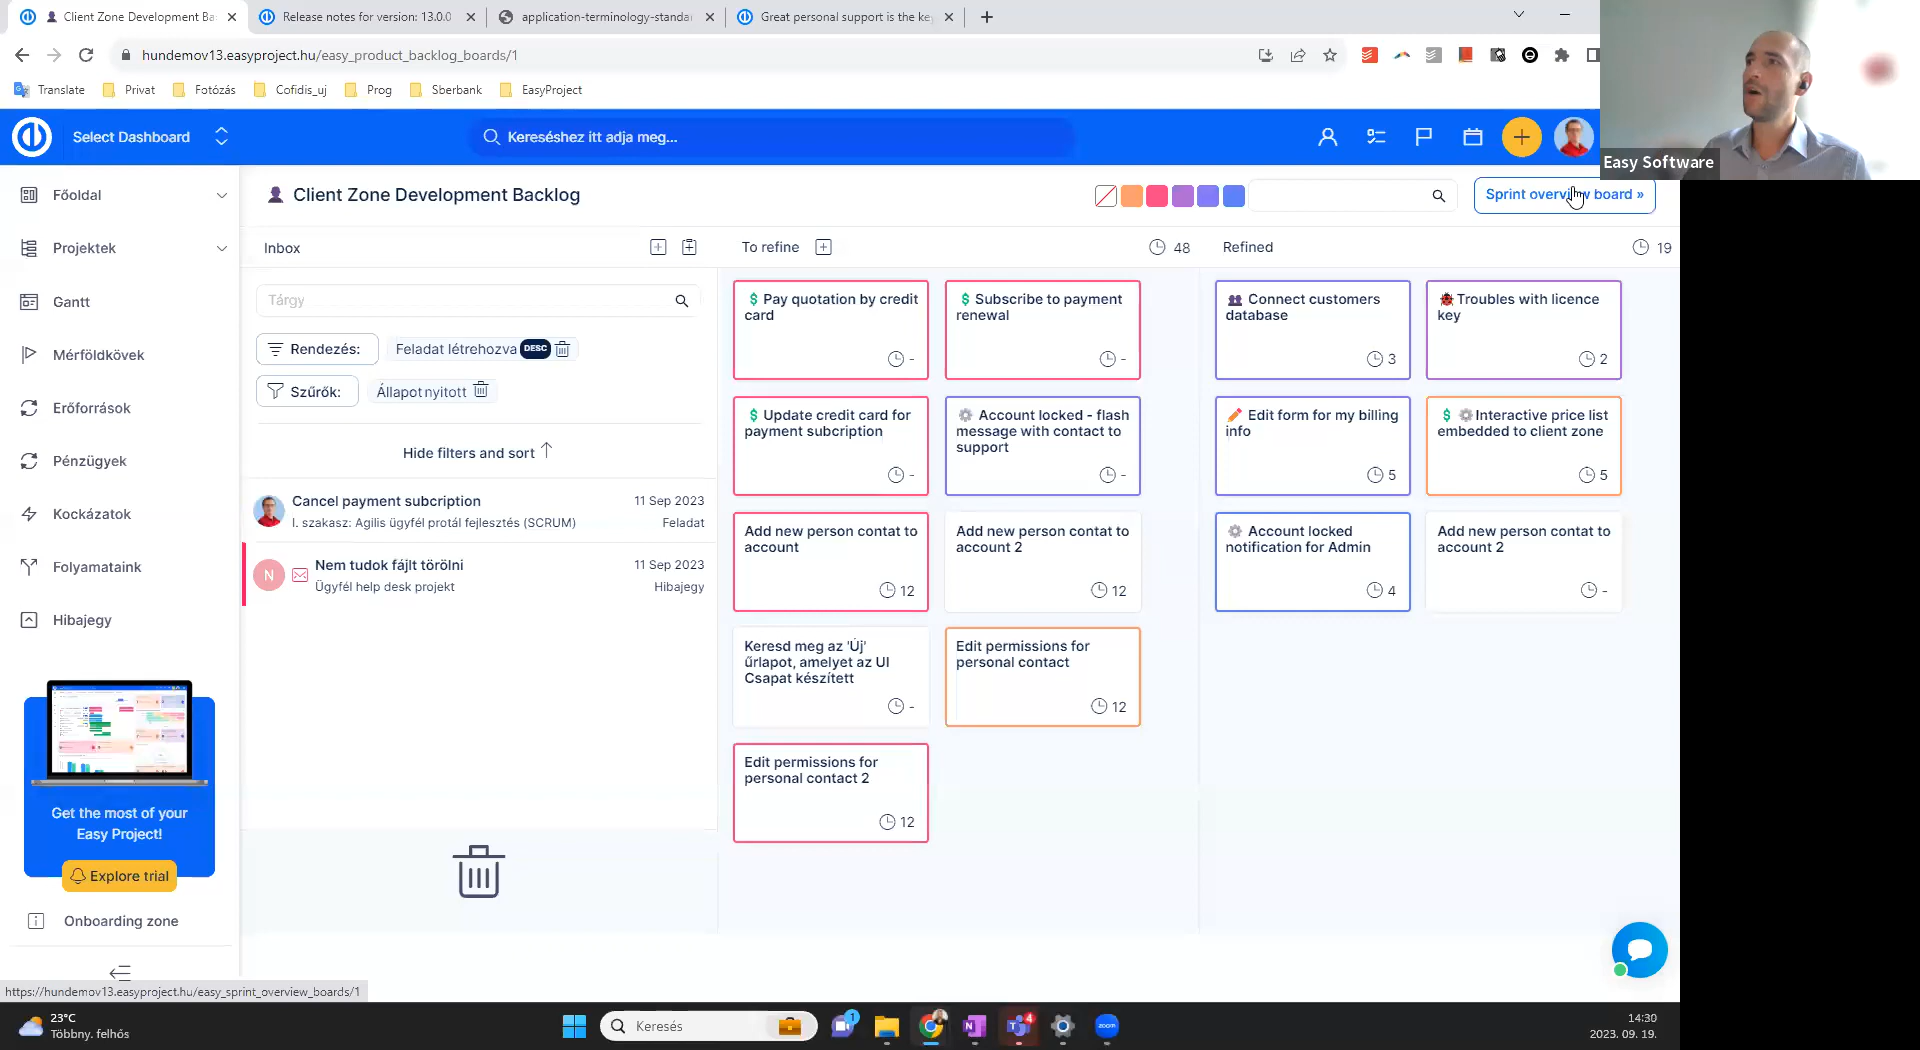 Client Zone Development Ba
Release notes for version: 13.0.0
application-terminology-standa
Great personal support is the ke
hundemov13.easyproject.hu/easy_product_backlog_boards/1
Translate
Privat
Fotózás
Cofidis_uj
Prog
Sberbank
EasyProject
Select Dashboard
Kereséshez itt adja meg...
Easy Software
Főoldal
Projektek
Gantt
Mérföldkövek
Erőforrások
Pénzügyek
Kockázatok
Folyamataink
Hibajegy
Get the most of your
Easy Project!
Explore trial
Onboarding zone
Client Zone Development Backlog
Sprint overview board »
Inbox
Tárgy
Rendezés:
Feladat létrehozva DESC
Szűrők:
Állapot nyitott
Hide filters and sort
Cancel payment subcription
11 Sep 2023
I. szakasz: Agilis ügyfél protál fejlesztés (SCRUM)
Feladat
N
Nem tudok fájlt törölni
11 Sep 2023
Ügyfél help desk projekt
Hibajegy
To refine
48
$ Pay quotation by credit
card
-
$ Subscribe to payment
renewal
-
$ Update credit card for
payment subcription
-
Account locked - flash
message with contact to
support
-
Add new person contat to
account
12
Add new person contat to
account 2
12
Keresd meg az 'Új'
űrlapot, amelyet az UI
Csapat készített
-
Edit permissions for
personal contact
12
Edit permissions for
personal contact 2
12
Refined
19
Connect customers
database
3
Troubles with licence
key
2
Edit form for my billing
info
5
$ Interactive price list
embedded to client zone
5
Account locked
notification for Admin
4
Add new person contat to
account 2
-
https://hundemov13.easyproject.hu/easy_sprint_overview_boards/1
23°C
Többny. felhős
Keresés
1
4
zoom
14:30
2023. 09. 19.